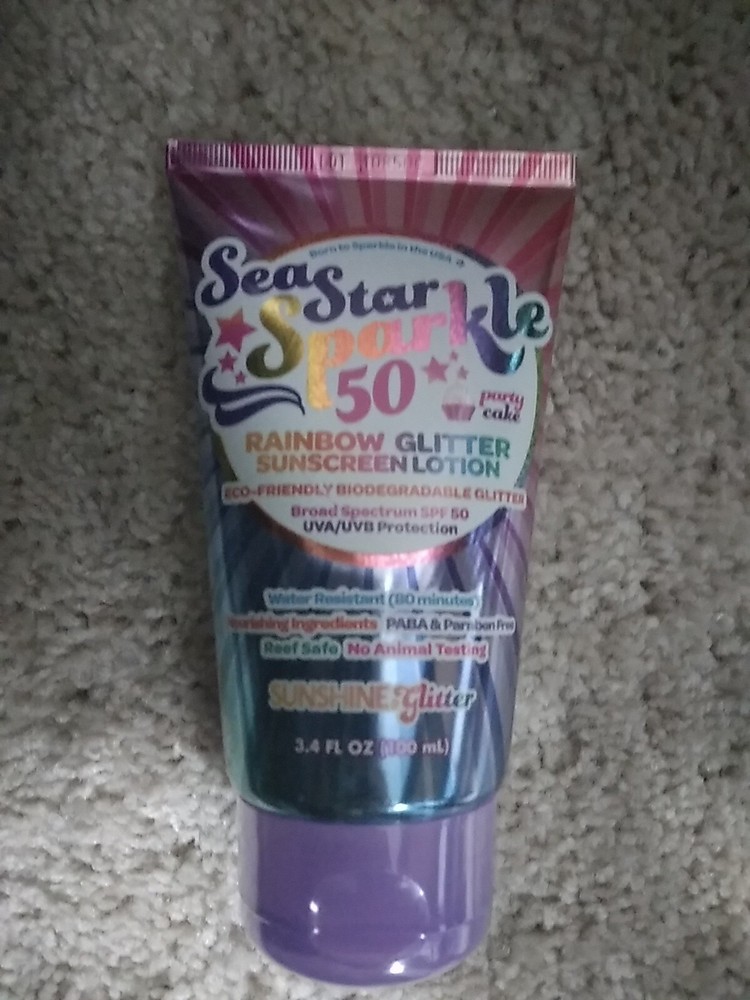 Born to Sparkle in the USA
Sea Star
Sparkle
50
party
cake
RAINBOW GLITTER
SUNSCREEN LOTION
ECO-FRIENDLY BIODEGRADABLE GLITTER
Broad Spectrum SPF 50
UVA/UVB Protection
Water Resistant (80 minutes)
Nourishing Ingredients PABA & Paraben Free
Reef Safe No Animal Testing
SUNSHINE & Glitter
3.4 FL OZ (100 mL)